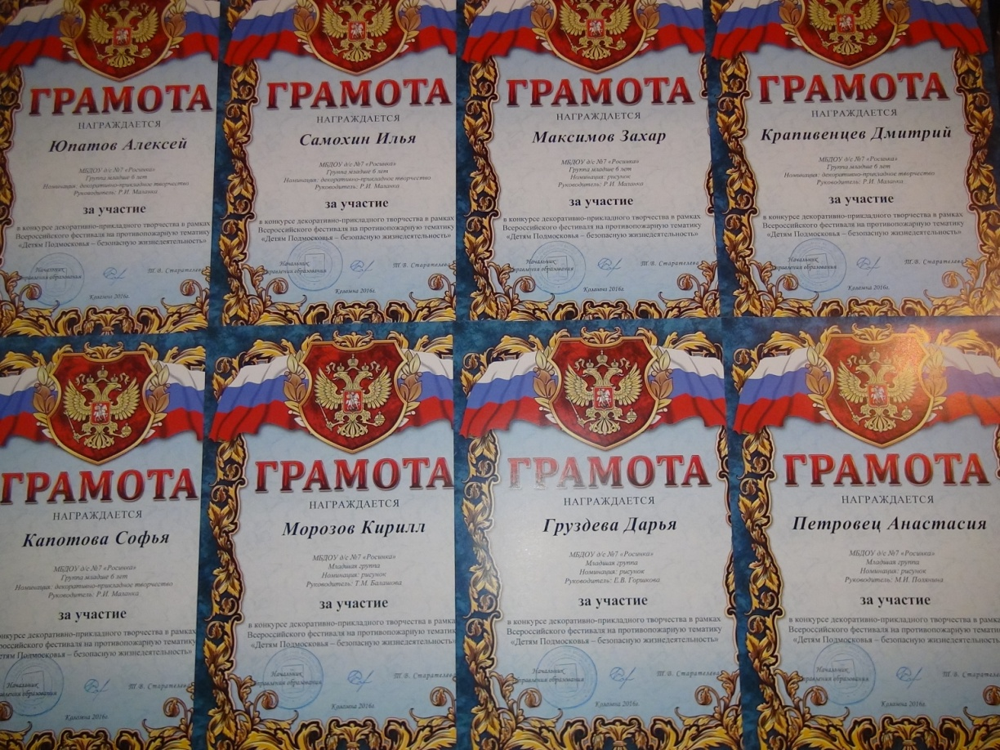 ГРАМОТА
НАГРАЖДАЕТСЯ
Юпатов Алексей
МБДОУ д/с №7 «Росинка»
Группа младше 6 лет
Номинация: декоративно-прикладное творчество
Руководитель: Р.И. Маланка
за участие
в конкурсе декоративно-прикладного творчества в рамках
Всероссийского фестиваля на противопожарную тематику
«Детям Подмосковья – безопасную жизнедеятельность»
Начальник
управления образования
Т.В. Старателева
Коломна 2016г.
ГРАМОТА
НАГРАЖДАЕТСЯ
Самохин Илья
МБДОУ д/с №7 «Росинка»
Группа младше 6 лет
Номинация: декоративно-прикладное творчество
Руководитель: Р.И. Маланка
за участие
в конкурсе декоративно-прикладного творчества в рамках
Всероссийского фестиваля на противопожарную тематику
«Детям Подмосковья – безопасную жизнедеятельность»
Начальник
управления образования
Т.В. Старателева
Коломна 2016г.
ГРАМОТА
НАГРАЖДАЕТСЯ
Максимов Захар
МБДОУ д/с №7 «Росинка»
Группа младше 6 лет
Номинация: рисунок
Руководитель: Р.И. Маланка
за участие
в конкурсе декоративно-прикладного творчества в рамках
Всероссийского фестиваля на противопожарную тематику
«Детям Подмосковья – безопасную жизнедеятельность»
Начальник
управления образования
Т.В. Старателева
Коломна 2016г.
ГРАМОТА
НАГРАЖДАЕТСЯ
Крапивенцев Дмитрий
МБДОУ д/с №7 «Росинка»
Группа младше 6 лет
Номинация: декоративно-прикладное творчество
Руководитель: Р.И. Маланка
за участие
в конкурсе декоративно-прикладного творчества в рамках
Всероссийского фестиваля на противопожарную тематику
«Детям Подмосковья – безопасную жизнедеятельность»
Начальник
управления образования
Т.В. Старателева
Коломна 2016г.
ГРАМОТА
НАГРАЖДАЕТСЯ
Капотова Софья
МБДОУ д/с №7 «Росинка»
Группа младше 6 лет
Номинация: декоративно-прикладное творчество
Руководитель: Р.И. Маланка
за участие
конкурсе декоративно-прикладного творчества в рамках
Всероссийского фестиваля на противопожарную тематику
Детям Подмосковья – безопасную жизнедеятельность»
Начальник
управления образования
Т.В. Старателева
Коломна 2016г.
ГРАМОТА
НАГРАЖДАЕТСЯ
Морозов Кирилл
МБДОУ д/с №7 «Росинка»
Младшая группа
Номинация: рисунок
Руководитель: Т.М. Балашова
за участие
в конкурсе декоративно-прикладного творчества в рамках
Всероссийского фестиваля на противопожарную тематику
«Детям Подмосковья – безопасную жизнедеятельность»
Начальник
управления образования
Т.В. Старателева
Коломна 2016г.
ГРАМОТА
НАГРАЖДАЕТСЯ
Груздева Дарья
МБДОУ д/с №7 «Росинка»
Младшая группа
Номинация: рисунок
Руководитель: Е.В. Горшкова
за участие
в конкурсе декоративно-прикладного творчества в рамках
Всероссийского фестиваля на противопожарную тематику
«Детям Подмосковья – безопасную жизнедеятельность»
Начальник
управления образования
Т.В. Старателева
Коломна 2016г.
ГРАМОТА
НАГРАЖДАЕТСЯ
Петровец Анастасия
МБДОУ д/с №7 «Росинка»
Младшая группа
Номинация: рисунок
Руководитель: М.И. Полянина
за участие
в конкурсе декоративно-прикладного творчества в рамках
Всероссийского фестиваля на противопожарную тематику
«Детям Подмосковья – безопасную жизнедеятельность»
Начальник
управления образования
Т.В. Старателева
Коломна 2016г.